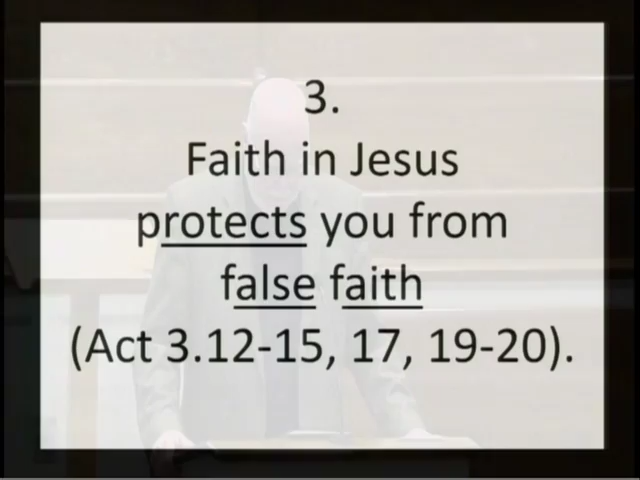 3.
Faith in Jesus
protects you from
false faith
(Act 3.12-15, 17, 19-20).